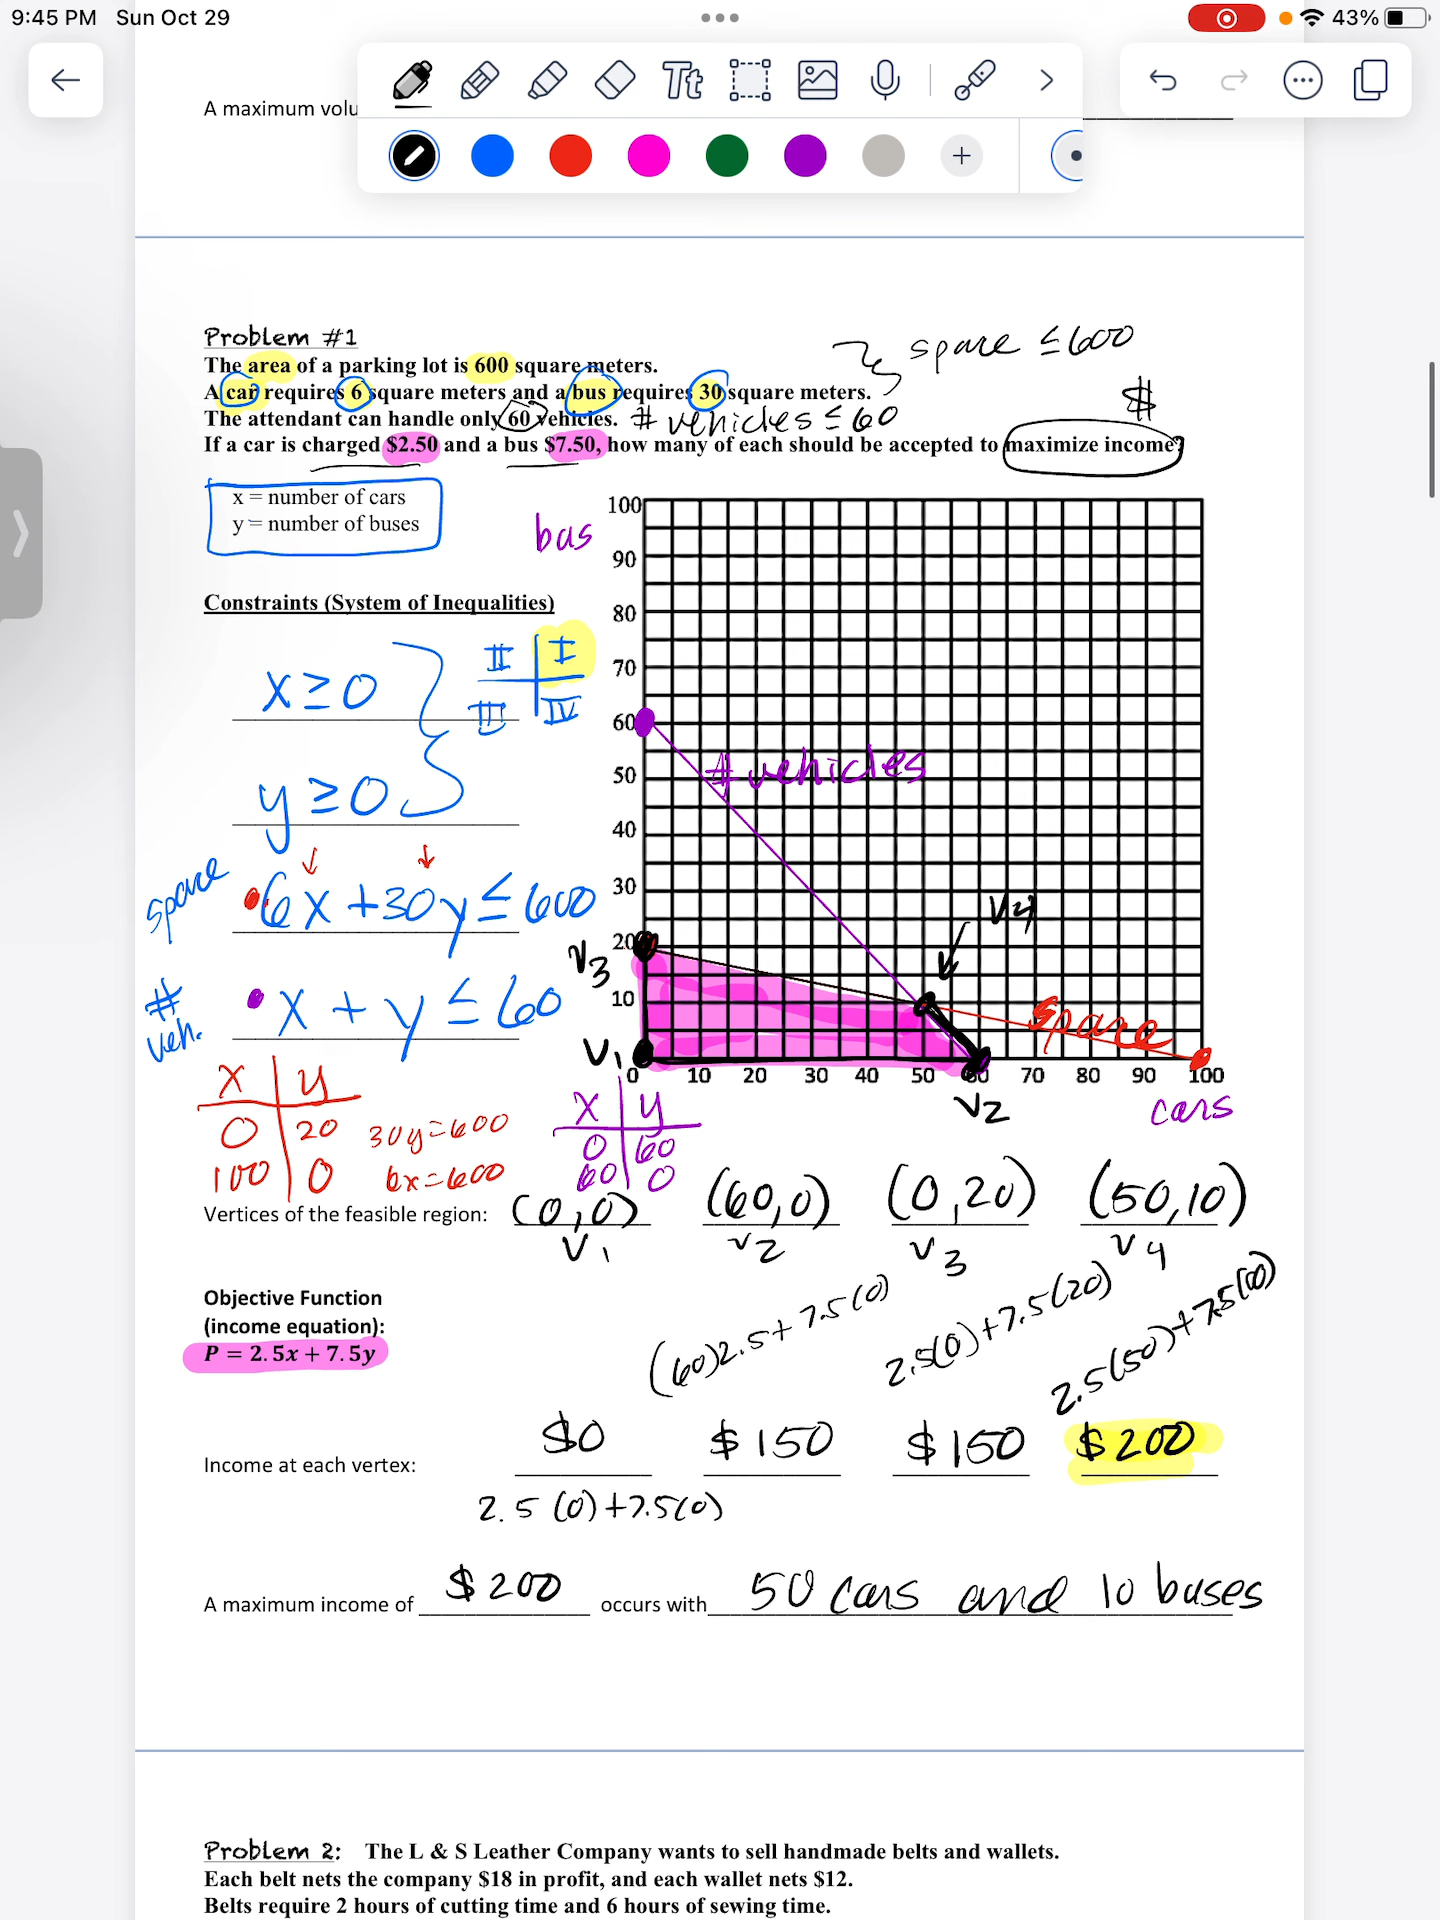 9:45 PM Sun Oct 29
43%
Tt
A maximum volu
Problem #1
The area of a parking lot is 600 square meters.
space ≤ 600
A car requires 6 square meters and a bus requires 30 square meters.
$
The attendant can handle only 60 vehicles. # vehicles ≤ 60
If a car is charged $2.50 and a bus $7.50, how many of each should be accepted to maximize income?
x = number of cars
y = number of buses
bus
100
90
80
70
60
50
40
30
20
10
0 10 20 30 40 50 60 70 80 90 100
cars
# vehicles
space
V1
V2
V3
V4
Constraints (System of Inequalities)
II I
III IV
x ≥ 0
y ≥ 0
space 6x + 30y ≤ 600
# veh. x + y ≤ 60
x y
0 20 30y = 600
100 0 6x = 600
x y
0 60
60 0
Vertices of the feasible region: (0,0) (60,0) (0,20) (50,10)
V1 V2 V3 V4
Objective Function
(income equation):
P = 2.5x + 7.5y
(60)2.5 + 7.5(0)
2.5(0) + 7.5(20)
2.5(50) + 7.5(10)
Income at each vertex: $0 $150 $150 $200
2.5(0) + 7.5(0)
A maximum income of $200 occurs with 50 cars and 10 buses
Problem 2: The L & S Leather Company wants to sell handmade belts and wallets.
Each belt nets the company $18 in profit, and each wallet nets $12.
Belts require 2 hours of cutting time and 6 hours of sewing time.